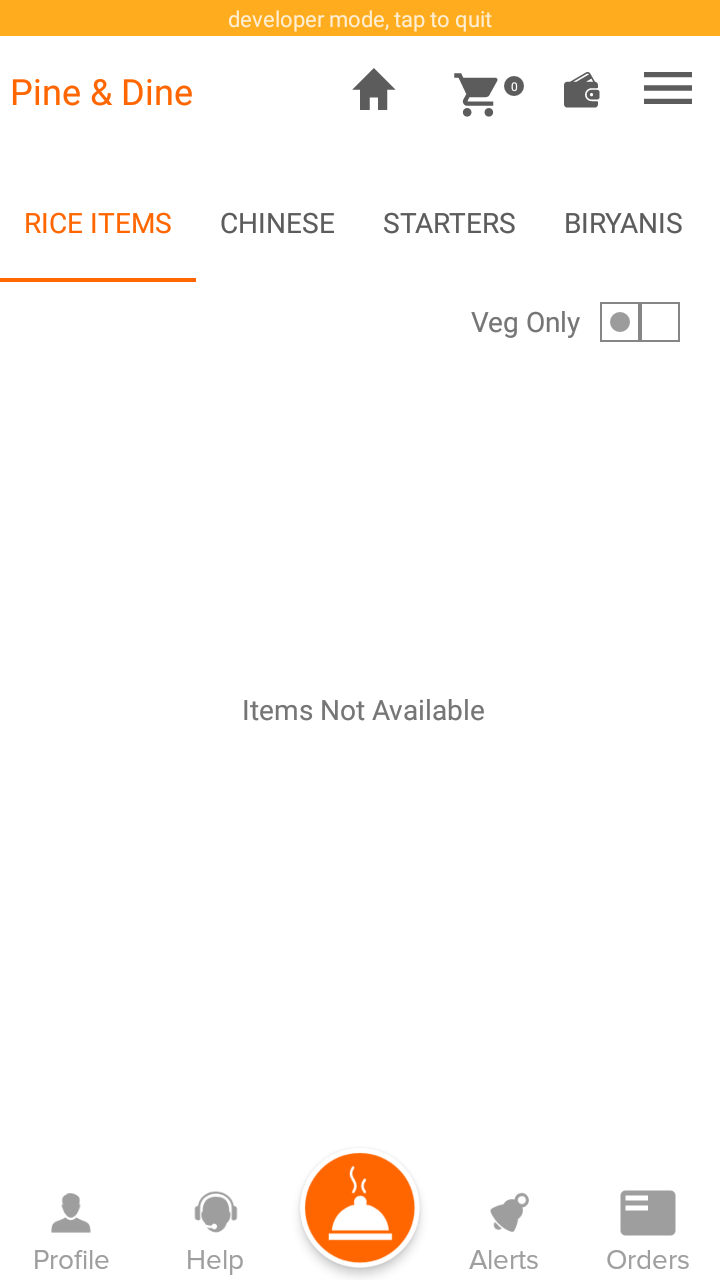 developer mode, tap to quit
Pine & Dine
0
RICE ITEMS CHINESE STARTERS BIRYANIS
Veg Only
Items Not Available
Profile Help Alerts Orders